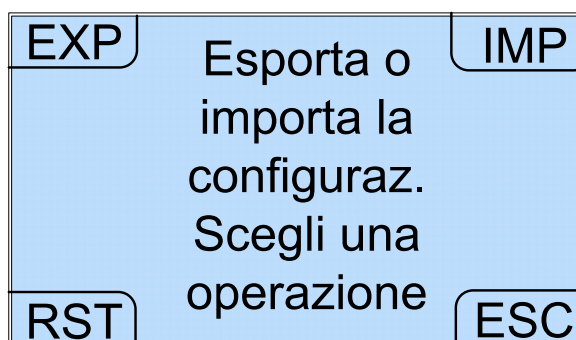 EXP
IMP
Esporta o
importa la
configuraz.
Scegli una
operazione
RST
ESC